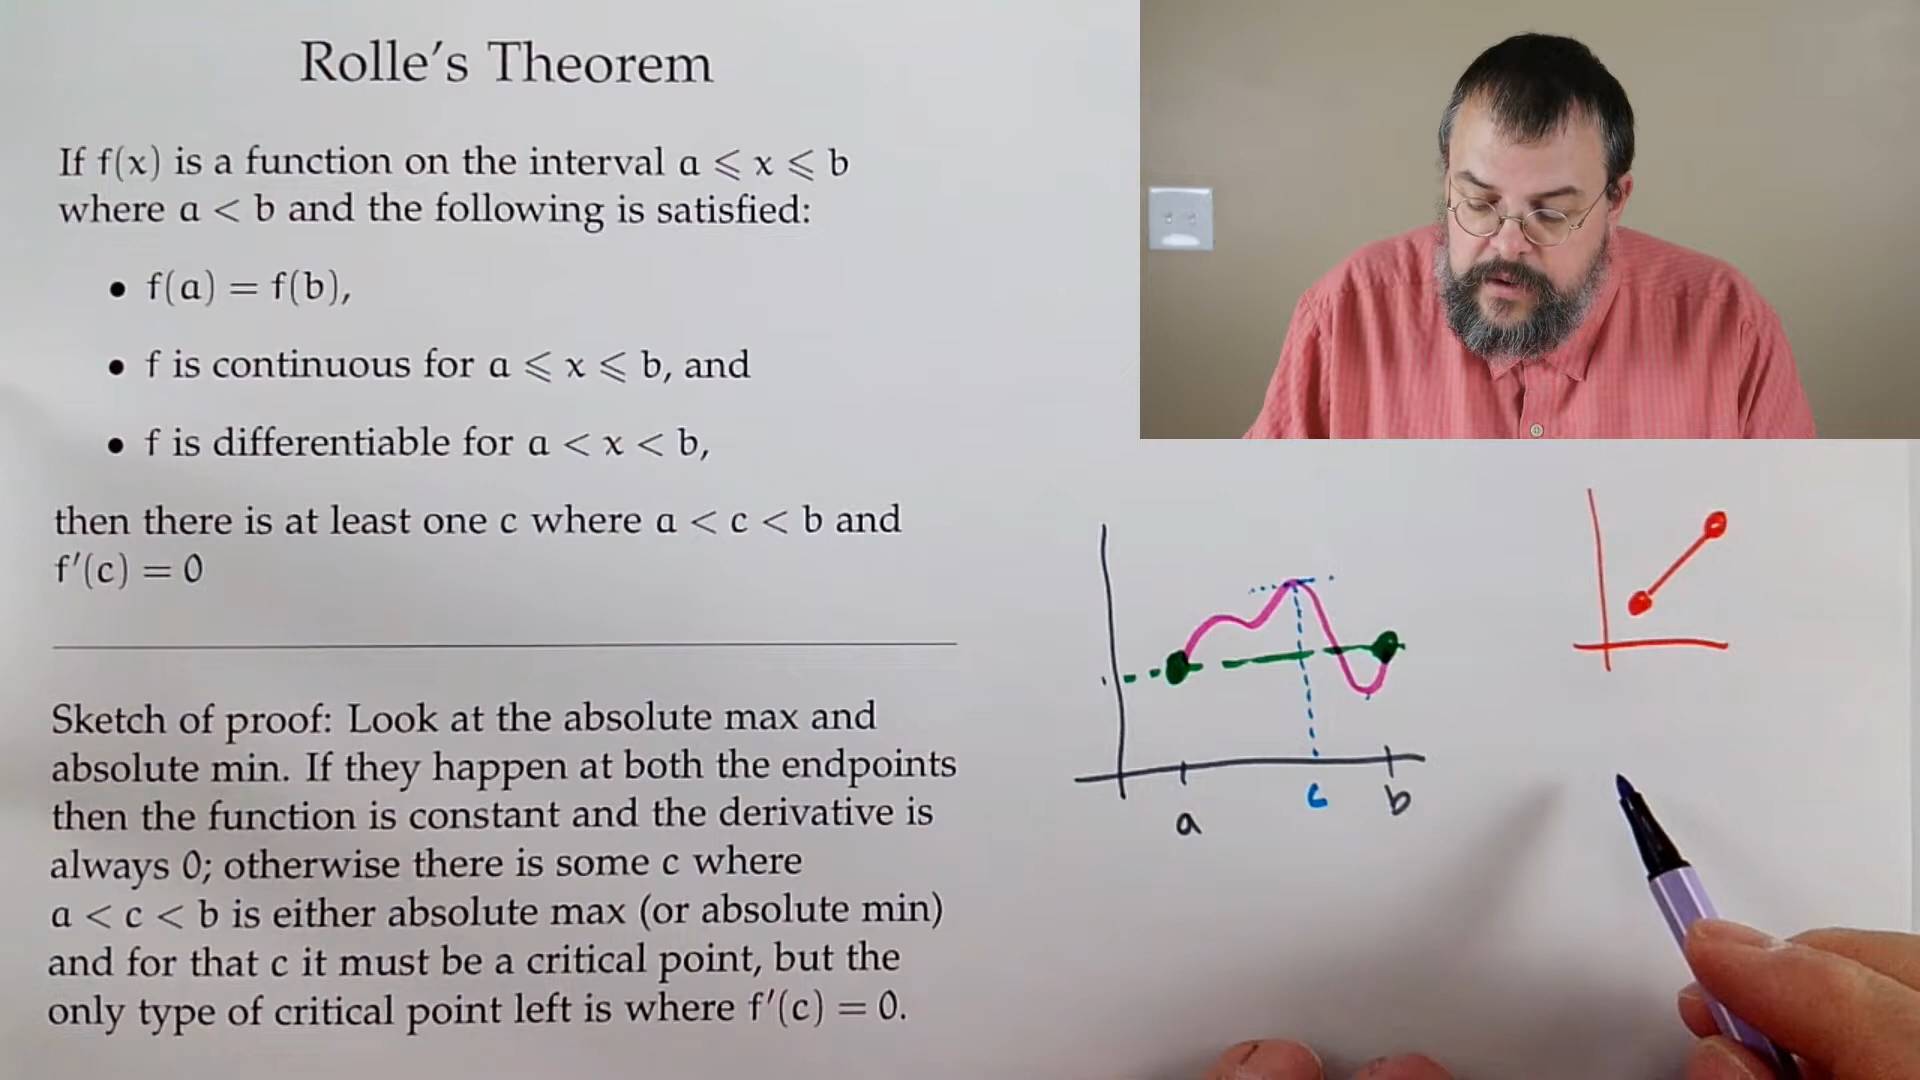 Rolle's Theorem
If f(x) is a function on the interval a ⩽ x ⩽ b
where a < b and the following is satisfied:
• f(a) = f(b),
• f is continuous for a ⩽ x ⩽ b, and
• f is differentiable for a < x < b,
then there is at least one c where a < c < b and
f′(c) = 0
Sketch of proof: Look at the absolute max and
absolute min. If they happen at both the endpoints
then the function is constant and the derivative is
always 0; otherwise there is some c where
a < c < b is either absolute max (or absolute min)
and for that c it must be a critical point, but the
only type of critical point left is where f′(c) = 0.
a c b